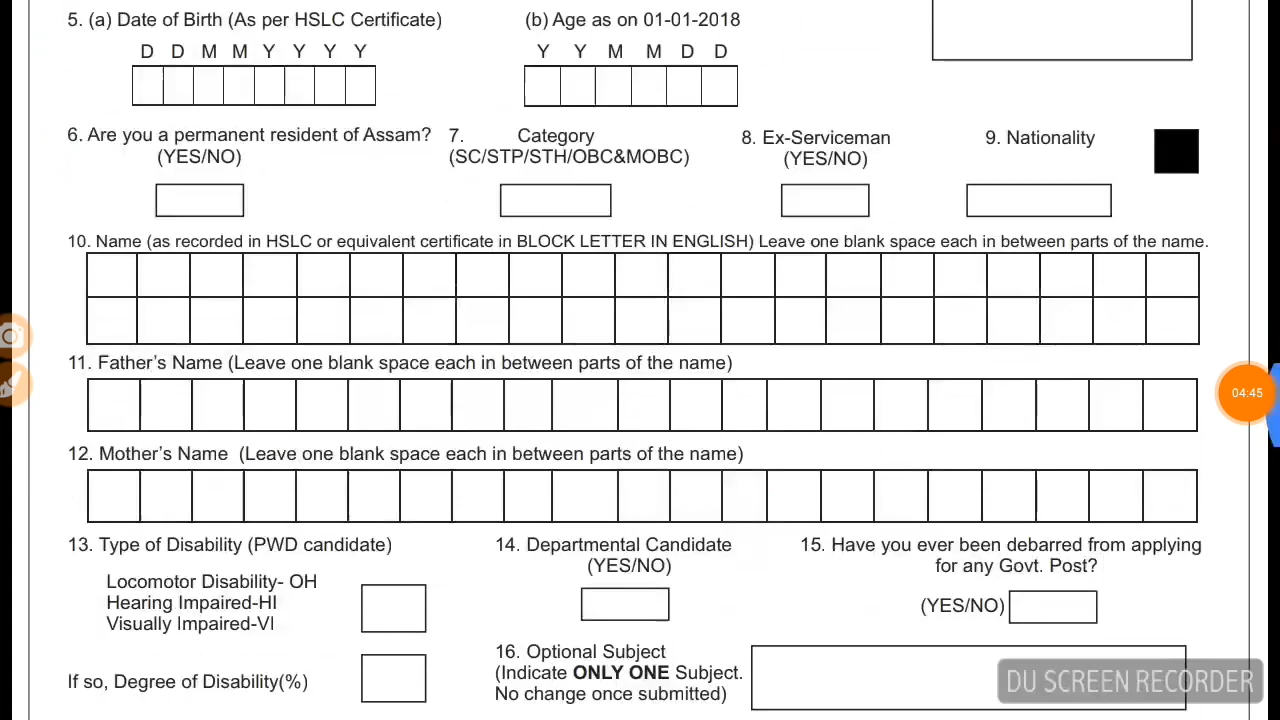 5. (a) Date of Birth (As per HSLC Certificate)
(b) Age as on 01-01-2018
D D M M Y Y Y Y
Y Y M M D D
6. Are you a permanent resident of Assam?
(YES/NO)
7. Category
(SC/STP/STH/OBC&MOBC)
8. Ex-Serviceman
(YES/NO)
9. Nationality
10. Name (as recorded in HSLC or equivalent certificate in BLOCK LETTER IN ENGLISH) Leave one blank space each in between parts of the name.
11. Father's Name (Leave one blank space each in between parts of the name)
04:45
12. Mother's Name (Leave one blank space each in between parts of the name)
13. Type of Disability (PWD candidate)
Locomotor Disability- OH
Hearing Impaired-HI
Visually Impaired-VI
If so, Degree of Disability(%)
14. Departmental Candidate
(YES/NO)
15. Have you ever been debarred from applying
for any Govt. Post?
(YES/NO)
16. Optional Subject
(Indicate ONLY ONE Subject.
No change once submitted)
DU SCREEN RECORDER